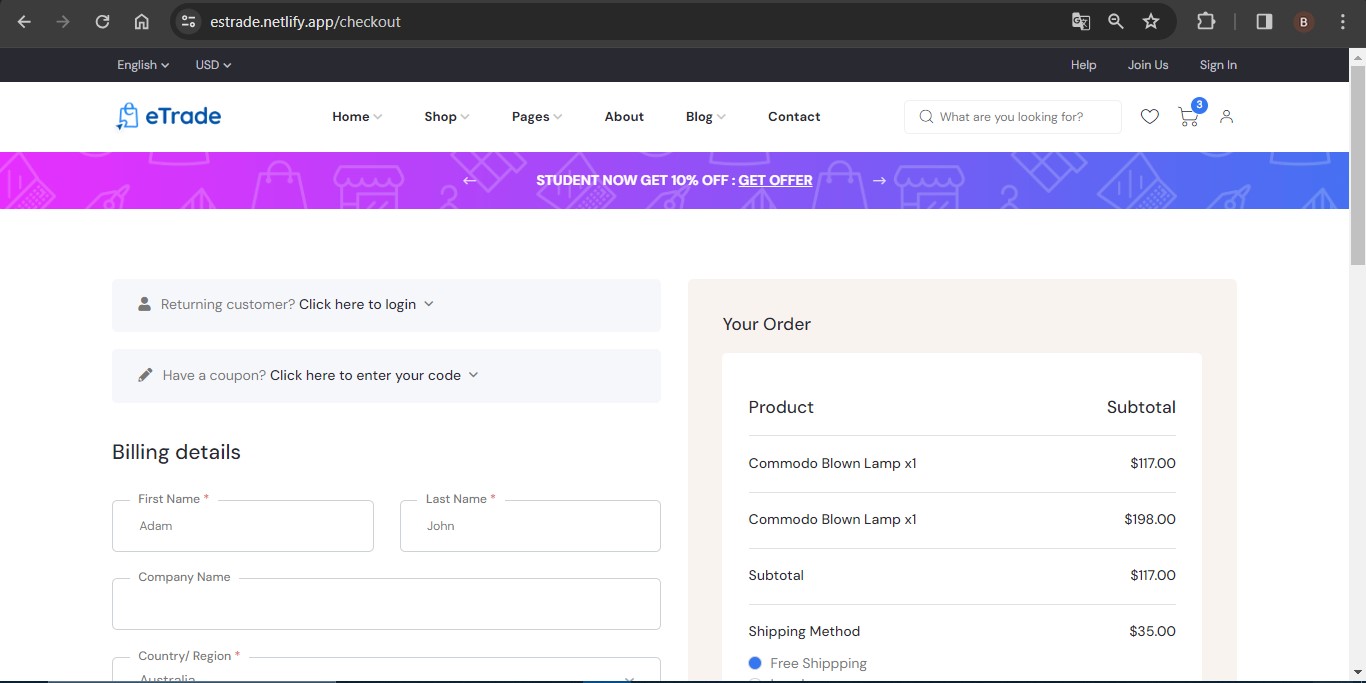 estrade.netlify.app/checkout
B
English
USD
Help
Join Us
Sign In
eTrade
Home
Shop
Pages
About
Blog
Contact
What are you looking for?
3
STUDENT NOW GET 10% OFF : GET OFFER
Returning customer? Click here to login
Have a coupon? Click here to enter your code
Billing details
First Name *
Adam
Last Name *
John
Company Name
Country/ Region *
Australia
Your Order
Product Subtotal
Commodo Blown Lamp x1 $117.00
Commodo Blown Lamp x1 $198.00
Subtotal $117.00
Shipping Method $35.00
Free Shippping